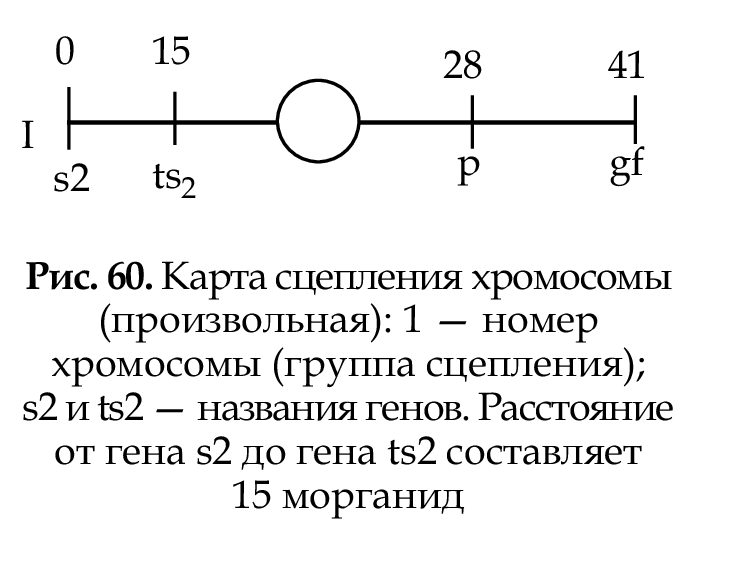 0 15 28 41
I
s2 ts₂ p gf
Рис. 60. Карта сцепления хромосомы
(произвольная): 1 — номер
хромосомы (группа сцепления);
s2 и ts2 — названия генов. Расстояние
от гена s2 до гена ts2 составляет
15 морганид